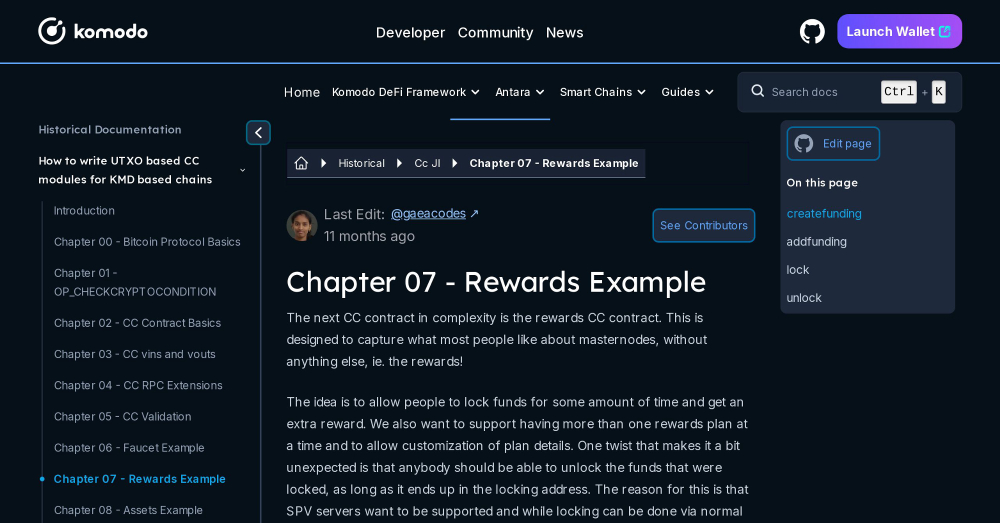 komodo
Developer Community News
Launch Wallet
Home Komodo DeFi Framework Antara Smart Chains Guides
Search docs Ctrl + K
Historical Documentation
How to write UTXO based CC
modules for KMD based chains
Introduction
Chapter 00 - Bitcoin Protocol Basics
Chapter 01 -
OP_CHECKCRYPTOCONDITION
Chapter 02 - CC Contract Basics
Chapter 03 - CC vins and vouts
Chapter 04 - CC RPC Extensions
Chapter 05 - CC Validation
Chapter 06 - Faucet Example
Chapter 07 - Rewards Example
Chapter 08 - Assets Example
Historical Cc Jl Chapter 07 - Rewards Example
Last Edit: @gaeacodes ↗
11 months ago
See Contributors
Chapter 07 - Rewards Example
The next CC contract in complexity is the rewards CC contract. This is
designed to capture what most people like about masternodes, without
anything else, ie. the rewards!
The idea is to allow people to lock funds for some amount of time and get an
extra reward. We also want to support having more than one rewards plan at
a time and to allow customization of plan details. One twist that makes it a bit
unexpected is that anybody should be able to unlock the funds that were
locked, as long as it ends up in the locking address. The reason for this is that
SPV servers want to be supported and while locking can be done via normal
Edit page
On this page
createfunding
addfunding
lock
unlock